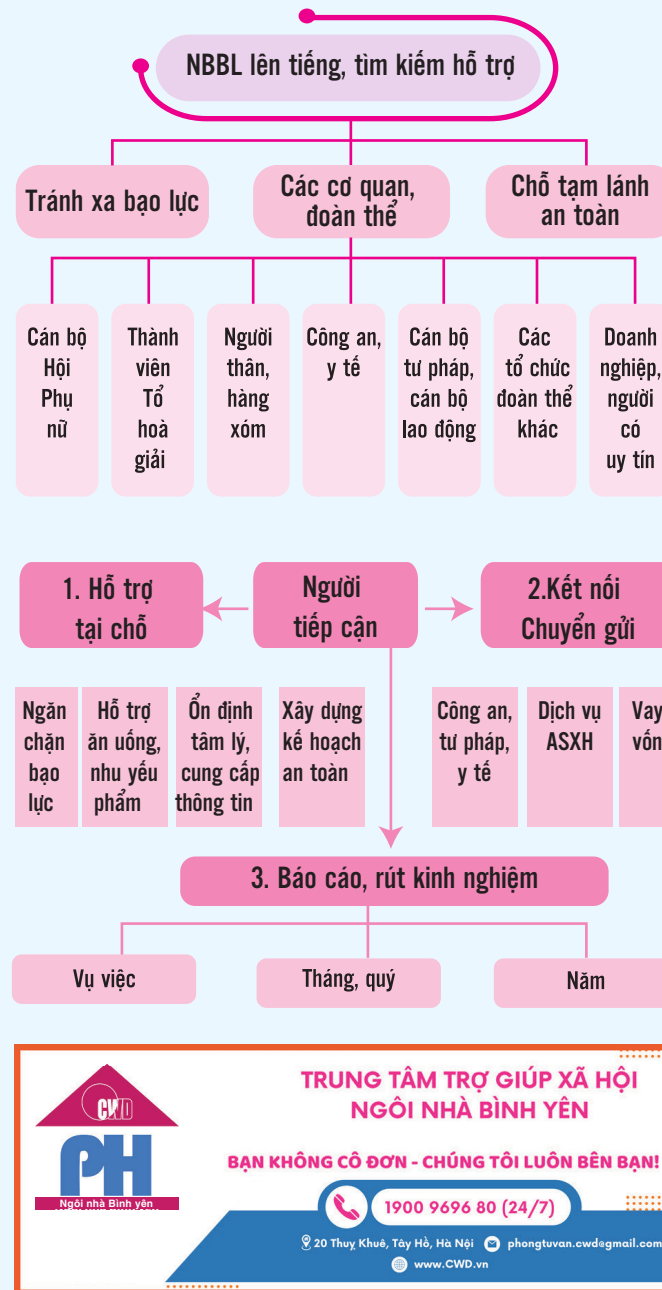 NBBL lên tiếng, tìm kiếm hỗ trợ
Tránh xa bạo lực
Các cơ quan,
đoàn thể
Chỗ tạm lánh
an toàn
Cán bộ
Hội
Phụ
nữ
Thành
viên
Tổ
hoà
giải
Người
thân,
hàng
xóm
Công an,
y tế
Cán bộ
tư pháp,
cán bộ
lao động
Các
tổ chức
đoàn thể
khác
Doanh
nghiệp,
người
có
uy tín
1. Hỗ trợ
tại chỗ
Người
tiếp cận
2.Kết nối
Chuyển gửi
Ngăn
chặn
bạo
lực
Hỗ trợ
ăn uống,
nhu yếu
phẩm
Ổn định
tâm lý,
cung cấp
thông tin
Xây dựng
kế hoạch
an toàn
Công an,
tư pháp,
y tế
Dịch vụ
ASXH
Vay
vốn
3. Báo cáo, rút kinh nghiệm
Vụ việc
Tháng, quý
Năm
CWD
PH
Ngôi nhà Bình yên
TRUNG TÂM TRỢ GIÚP XÃ HỘI
NGÔI NHÀ BÌNH YÊN
BẠN KHÔNG CÔ ĐƠN - CHÚNG TÔI LUÔN BÊN BẠN!
1900 9696 80 (24/7)
20 Thuỵ Khuê, Tây Hồ, Hà Nội phongtuvan.cwd@gmail.com
www.CWD.vn